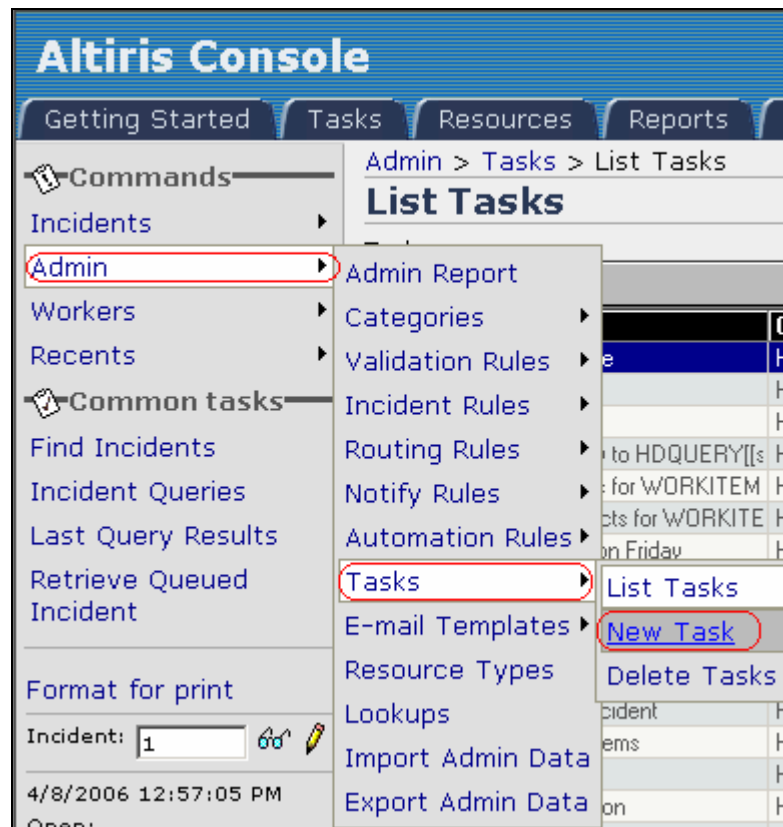 Altiris Console
Getting Started Tasks Resources Reports
Commands
Incidents
Admin
Workers
Recents
Common tasks
Find Incidents
Incident Queries
Last Query Results
Retrieve Queued
Incident
Format for print
Incident: 1
4/8/2006 12:57:05 PM
Open:
Admin > Tasks > List Tasks
List Tasks
Admin Report
Categories
Validation Rules
Incident Rules
Routing Rules
Notify Rules
Automation Rules
Tasks
E-mail Templates
Resource Types
Lookups
Import Admin Data
Export Admin Data
List Tasks
New Task
Delete Tasks
to HDQUERY[[s H
for WORKITEM H
cts for WORKITE H
on Friday H